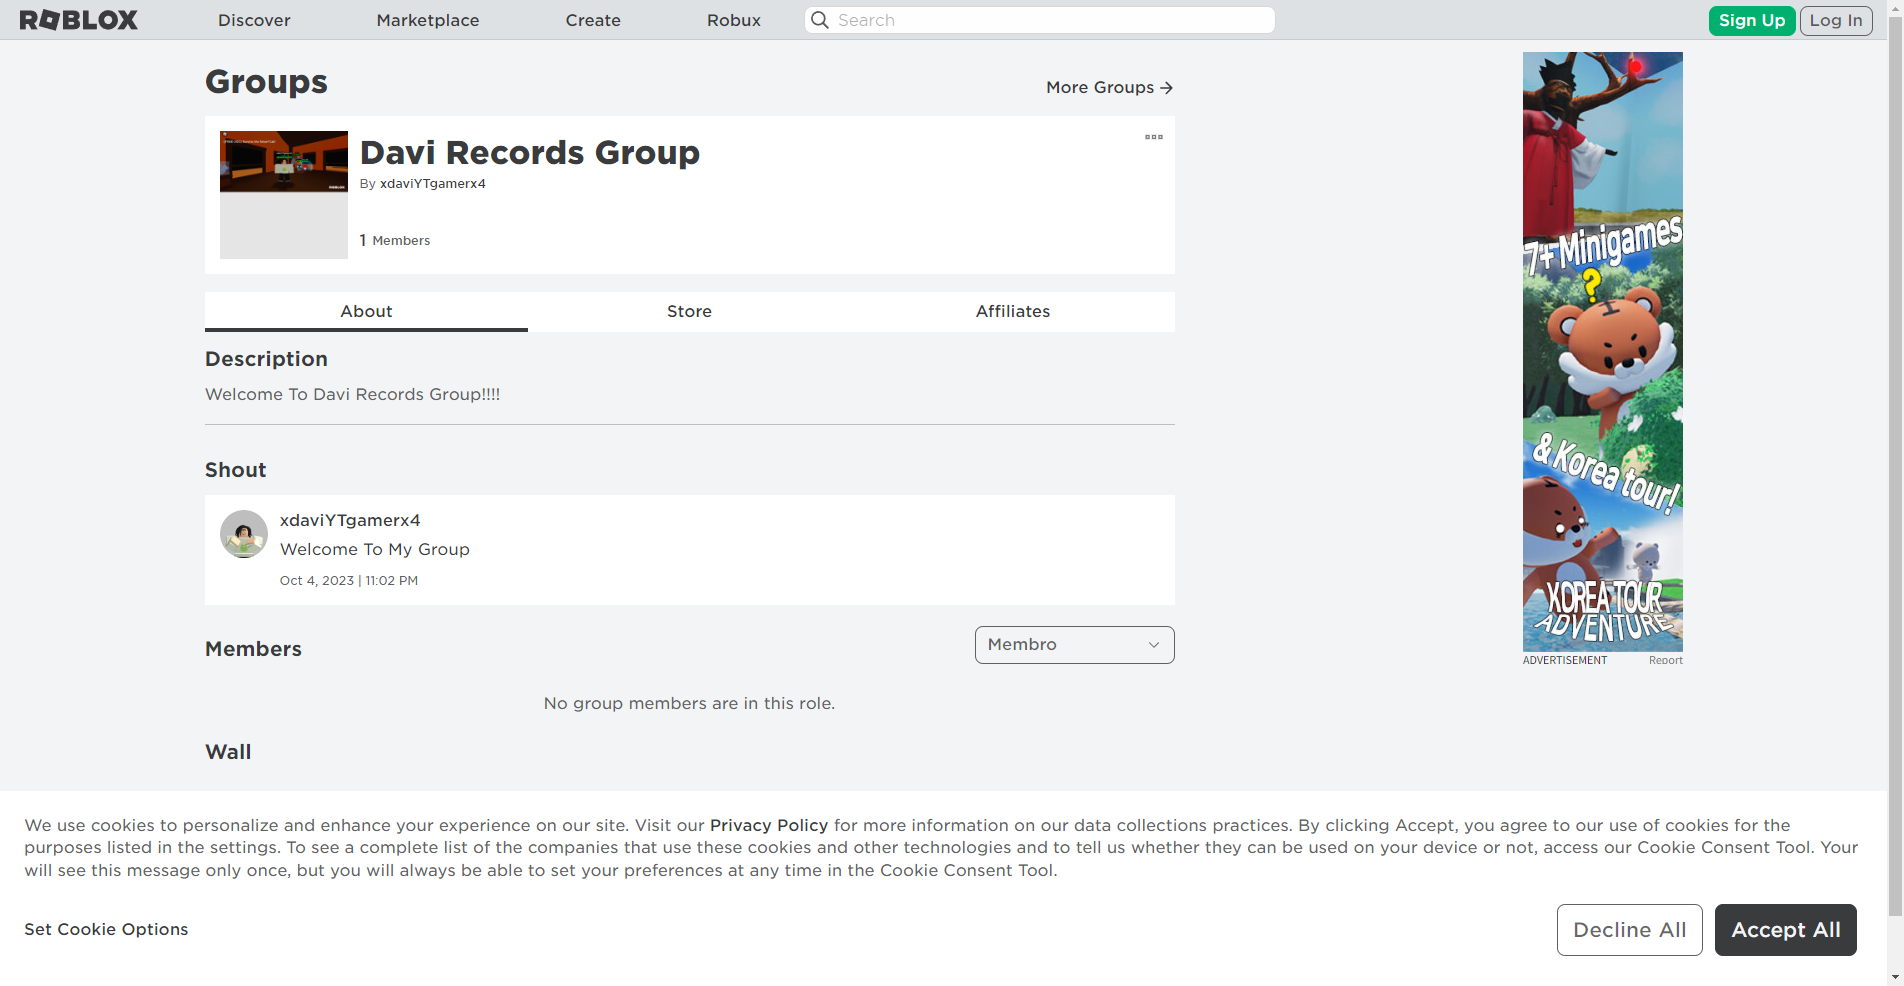 ROBLOX
Discover
Marketplace
Create
Robux
Search
Sign Up
Log In
Groups
More Groups
Davi Records Group
By xdaviYTgamerx4
1 Members
ROBLOX
About
Store
Affiliates
Description
Welcome To Davi Records Group!!!!
Shout
xdaviYTgamerx4
Welcome To My Group
Oct 4, 2023 | 11:02 PM
Members
Membro
No group members are in this role.
Wall
7+ Minigames
?
& Korea tour!
KOREA TOUR
ADVENTURE
ADVERTISEMENT
Report
We use cookies to personalize and enhance your experience on our site. Visit our Privacy Policy for more information on our data collections practices. By clicking Accept, you agree to our use of cookies for the
purposes listed in the settings. To see a complete list of the companies that use these cookies and other technologies and to tell us whether they can be used on your device or not, access our Cookie Consent Tool. Your
will see this message only once, but you will always be able to set your preferences at any time in the Cookie Consent Tool.
Set Cookie Options
Decline All
Accept All